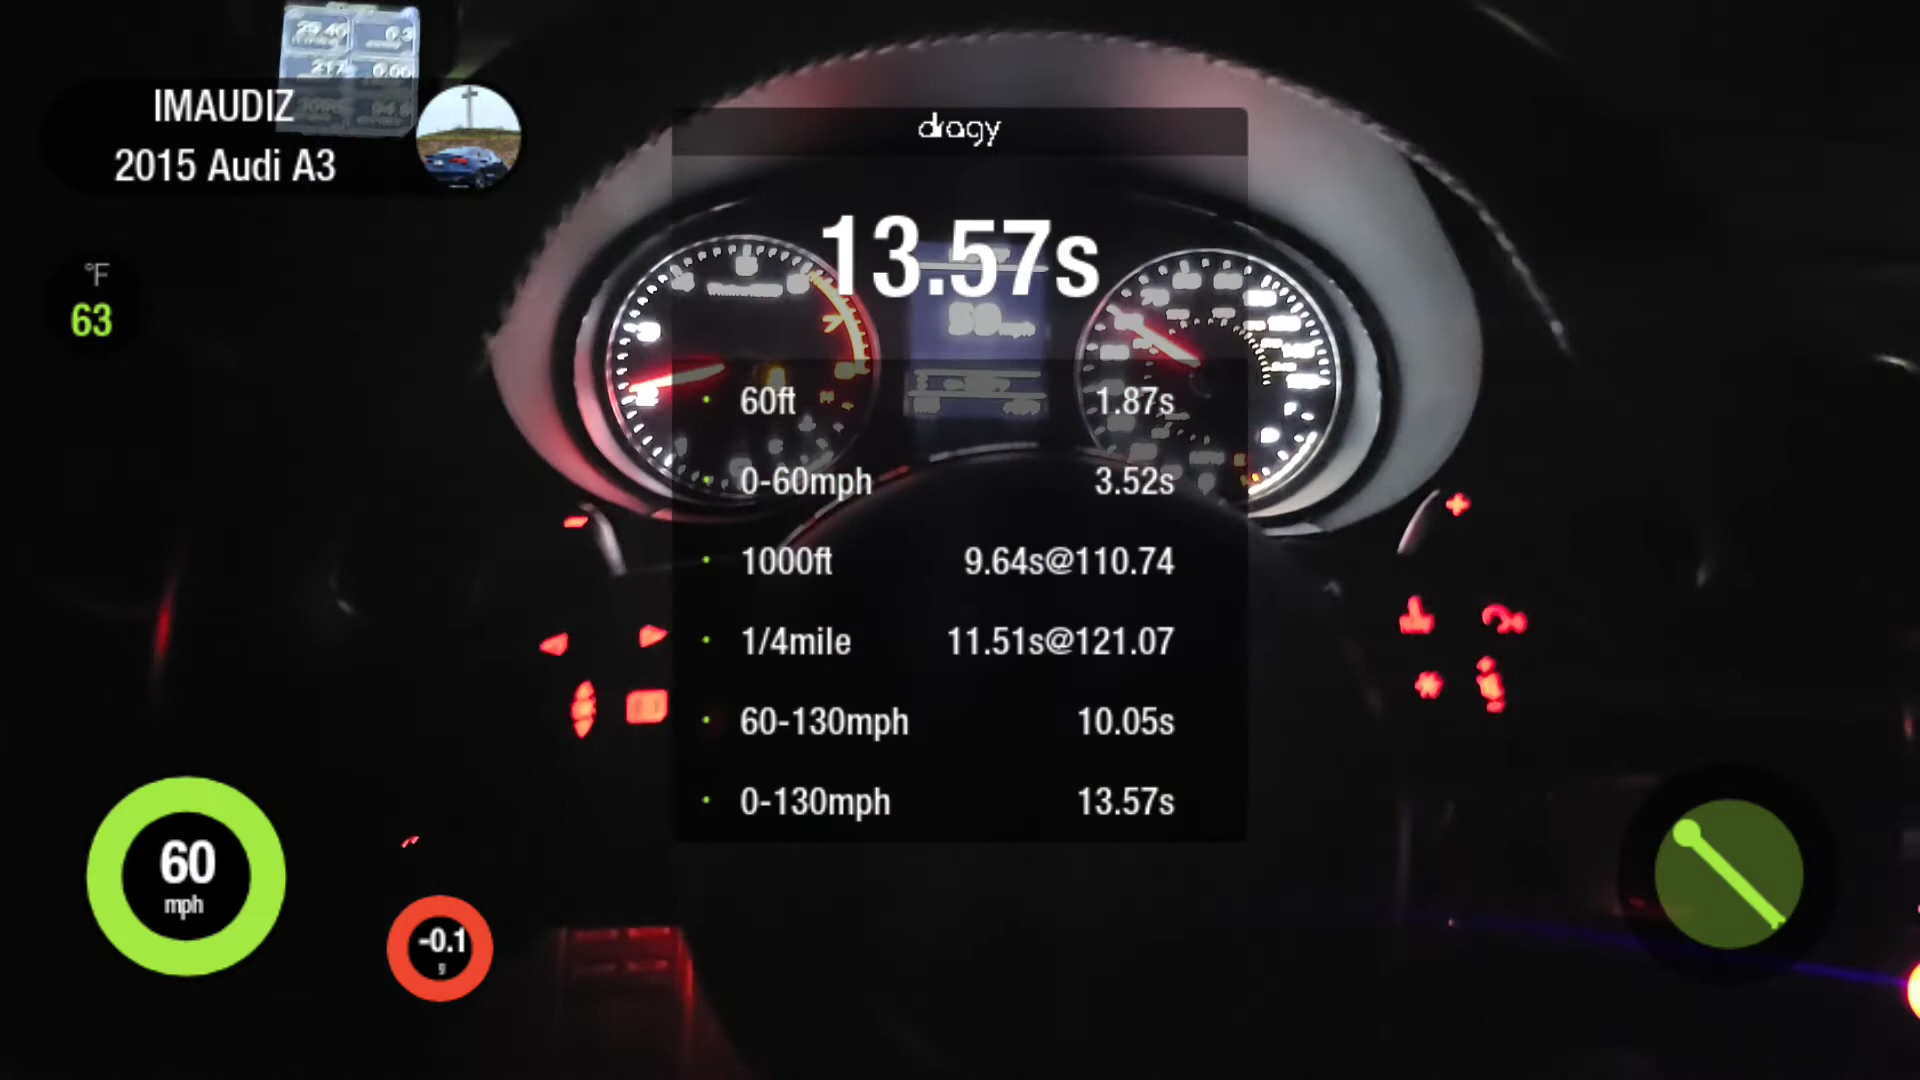 IMAUDIZ
2015 Audi A3
°F
63
dragy
13.57s
60ft 1.87s
0-60mph 3.52s
1000ft 9.64s@110.74
1/4mile 11.51s@121.07
60-130mph 10.05s
0-130mph 13.57s
60
mph
-0.1
g